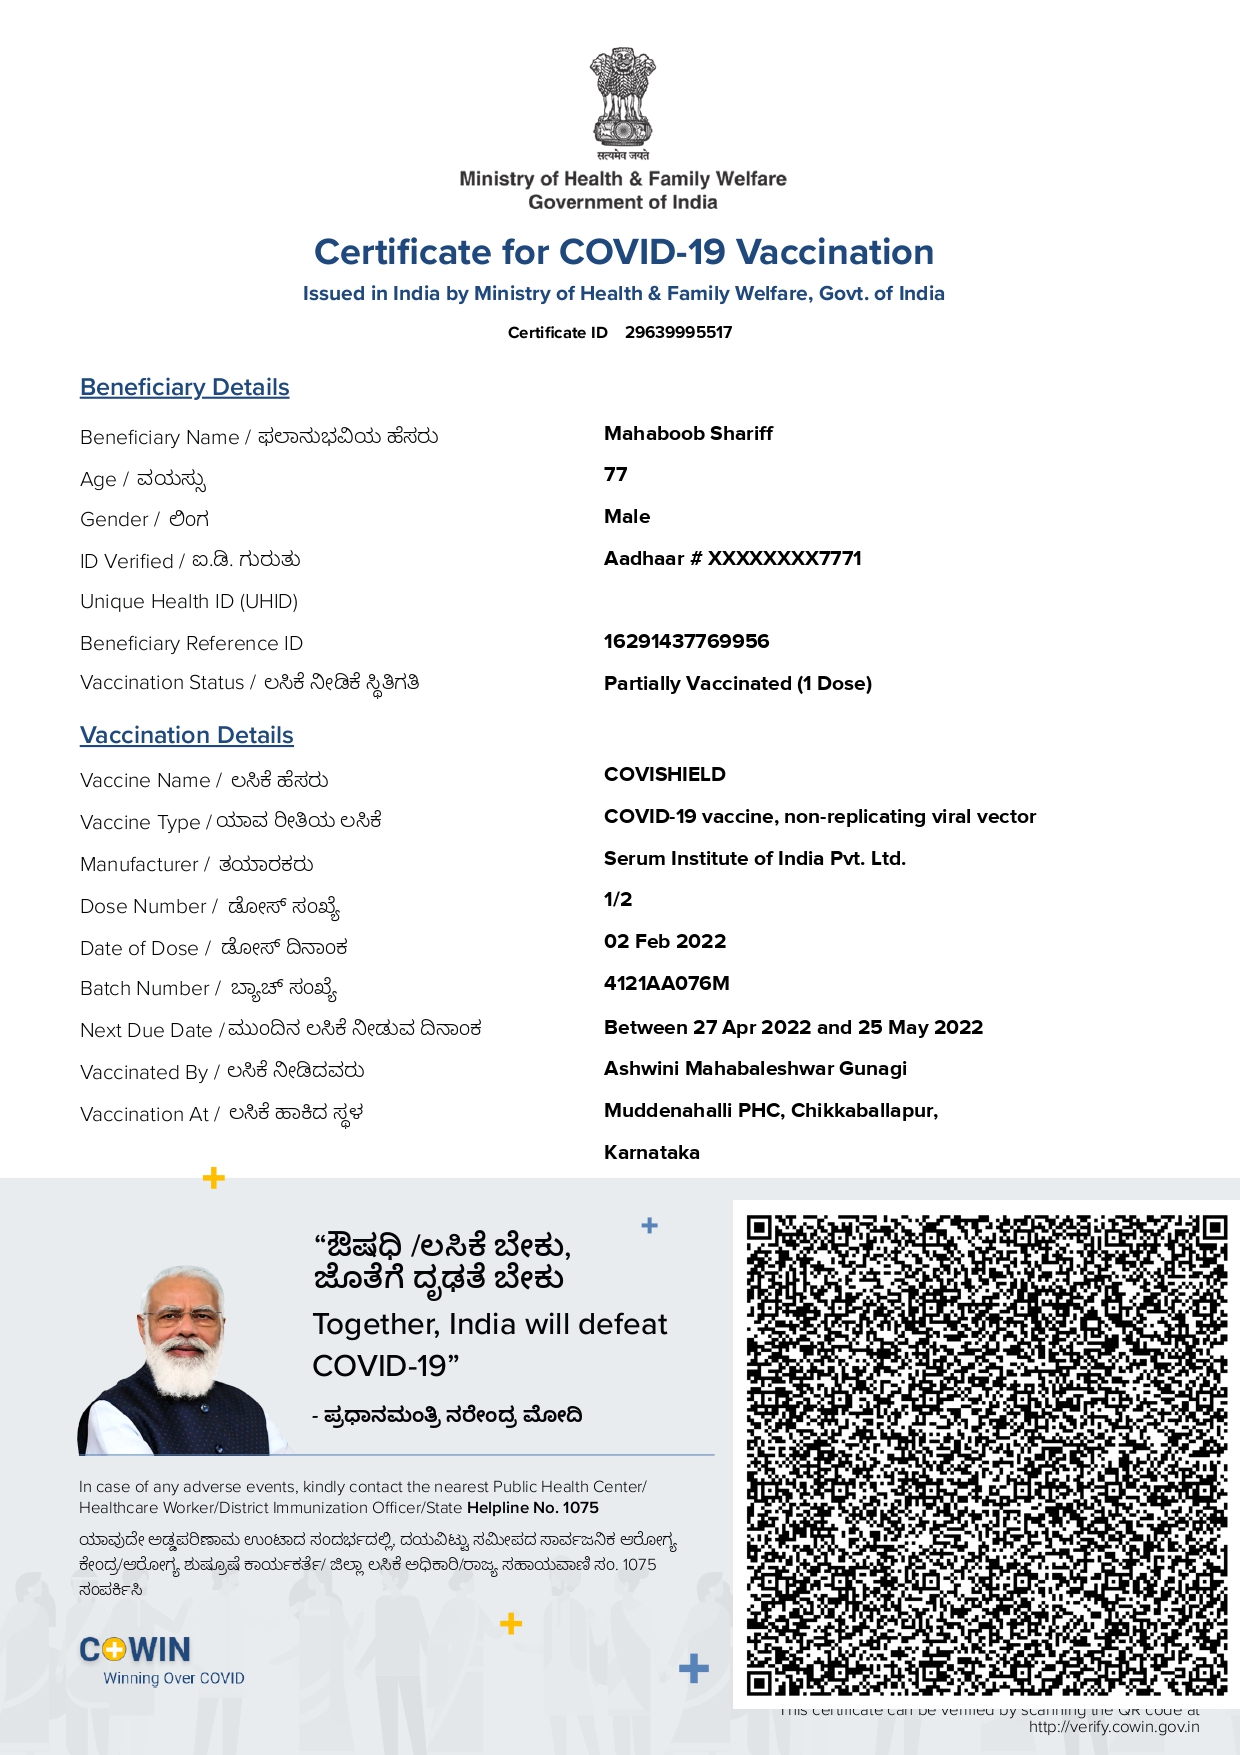 सत्यमेव जयते
Ministry of Health & Family Welfare
Government of India
Certificate for COVID-19 Vaccination
Issued in India by Ministry of Health & Family Welfare, Govt. of India
Certificate ID 29639995517
Beneficiary Details
Beneficiary Name / ಫಲಾನುಭವಿಯ ಹೆಸರು Mahaboob Shariff
Age / ವಯಸ್ಸು 77
Gender / ಲಿಂಗ Male
ID Verified / ಐ.ಡಿ. ಗುರುತು Aadhaar # XXXXXXXX7771
Unique Health ID (UHID)
Beneficiary Reference ID 16291437769956
Vaccination Status / ಲಸಿಕೆ ನೀಡಿಕೆ ಸ್ಥಿತಿಗತಿ Partially Vaccinated (1 Dose)
Vaccination Details
Vaccine Name / ಲಸಿಕೆ ಹೆಸರು COVISHIELD
Vaccine Type / ಯಾವ ರೀತಿಯ ಲಸಿಕೆ COVID-19 vaccine, non-replicating viral vector
Manufacturer / ತಯಾರಕರು Serum Institute of India Pvt. Ltd.
Dose Number / ಡೋಸ್ ಸಂಖ್ಯೆ 1/2
Date of Dose / ಡೋಸ್ ದಿನಾಂಕ 02 Feb 2022
Batch Number / ಬ್ಯಾಚ್ ಸಂಖ್ಯೆ 4121AA076M
Next Due Date / ಮುಂದಿನ ಲಸಿಕೆ ನೀಡುವ ದಿನಾಂಕ Between 27 Apr 2022 and 25 May 2022
Vaccinated By / ಲಸಿಕೆ ನೀಡಿದವರು Ashwini Mahabaleshwar Gunagi
Vaccination At / ಲಸಿಕೆ ಹಾಕಿದ ಸ್ಥಳ Muddenahalli PHC, Chikkaballapur,
Karnataka
“ಔಷಧಿ /ಲಸಿಕೆ ಬೇಕು,
ಜೊತೆಗೆ ದೃಢತೆ ಬೇಕು
Together, India will defeat
COVID-19”
- ಪ್ರಧಾನಮಂತ್ರಿ ನರೇಂದ್ರ ಮೋದಿ
In case of any adverse events, kindly contact the nearest Public Health Center/
Healthcare Worker/District Immunization Officer/State Helpline No. 1075
ಯಾವುದೇ ಅಡ್ಡಪರಿಣಾಮ ಉಂಟಾದ ಸಂದರ್ಭದಲ್ಲಿ, ದಯವಿಟ್ಟು ಸಮೀಪದ ಸಾರ್ವಜನಿಕ ಆರೋಗ್ಯ
ಕೇಂದ್ರ/ಆರೋಗ್ಯ ಶುಷ್ರೂಷೆ ಕಾರ್ಯಕರ್ತೆ/ ಜಿಲ್ಲಾ ಲಸಿಕೆ ಅಧಿಕಾರಿ/ರಾಜ್ಯ ಸಹಾಯವಾಣಿ ಸಂ. 1075
ಸಂಪರ್ಕಿಸಿ
COWIN
Winning Over COVID
This certificate can be verified by scanning the QR code at
http://verify.cowin.gov.in